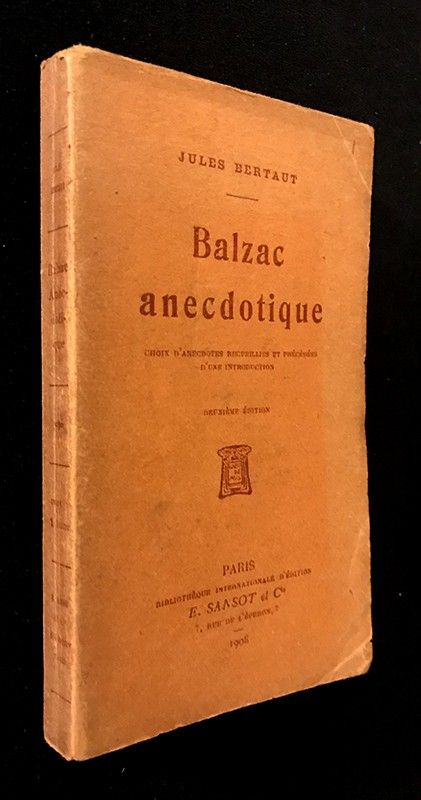 JULES BERTAUT
Balzac
anecdotique
CHOIX D'ANECDOTES RECUEILLIES ET PRÉCÉDÉES
D'UNE INTRODUCTION
DEUXIÈME ÉDITION
PARIS
BIBLIOTHÈQUE INTERNATIONALE D'ÉDITION
E. SANSOT et Cie
7, RUE DE L'ÉPERON, 7
1908